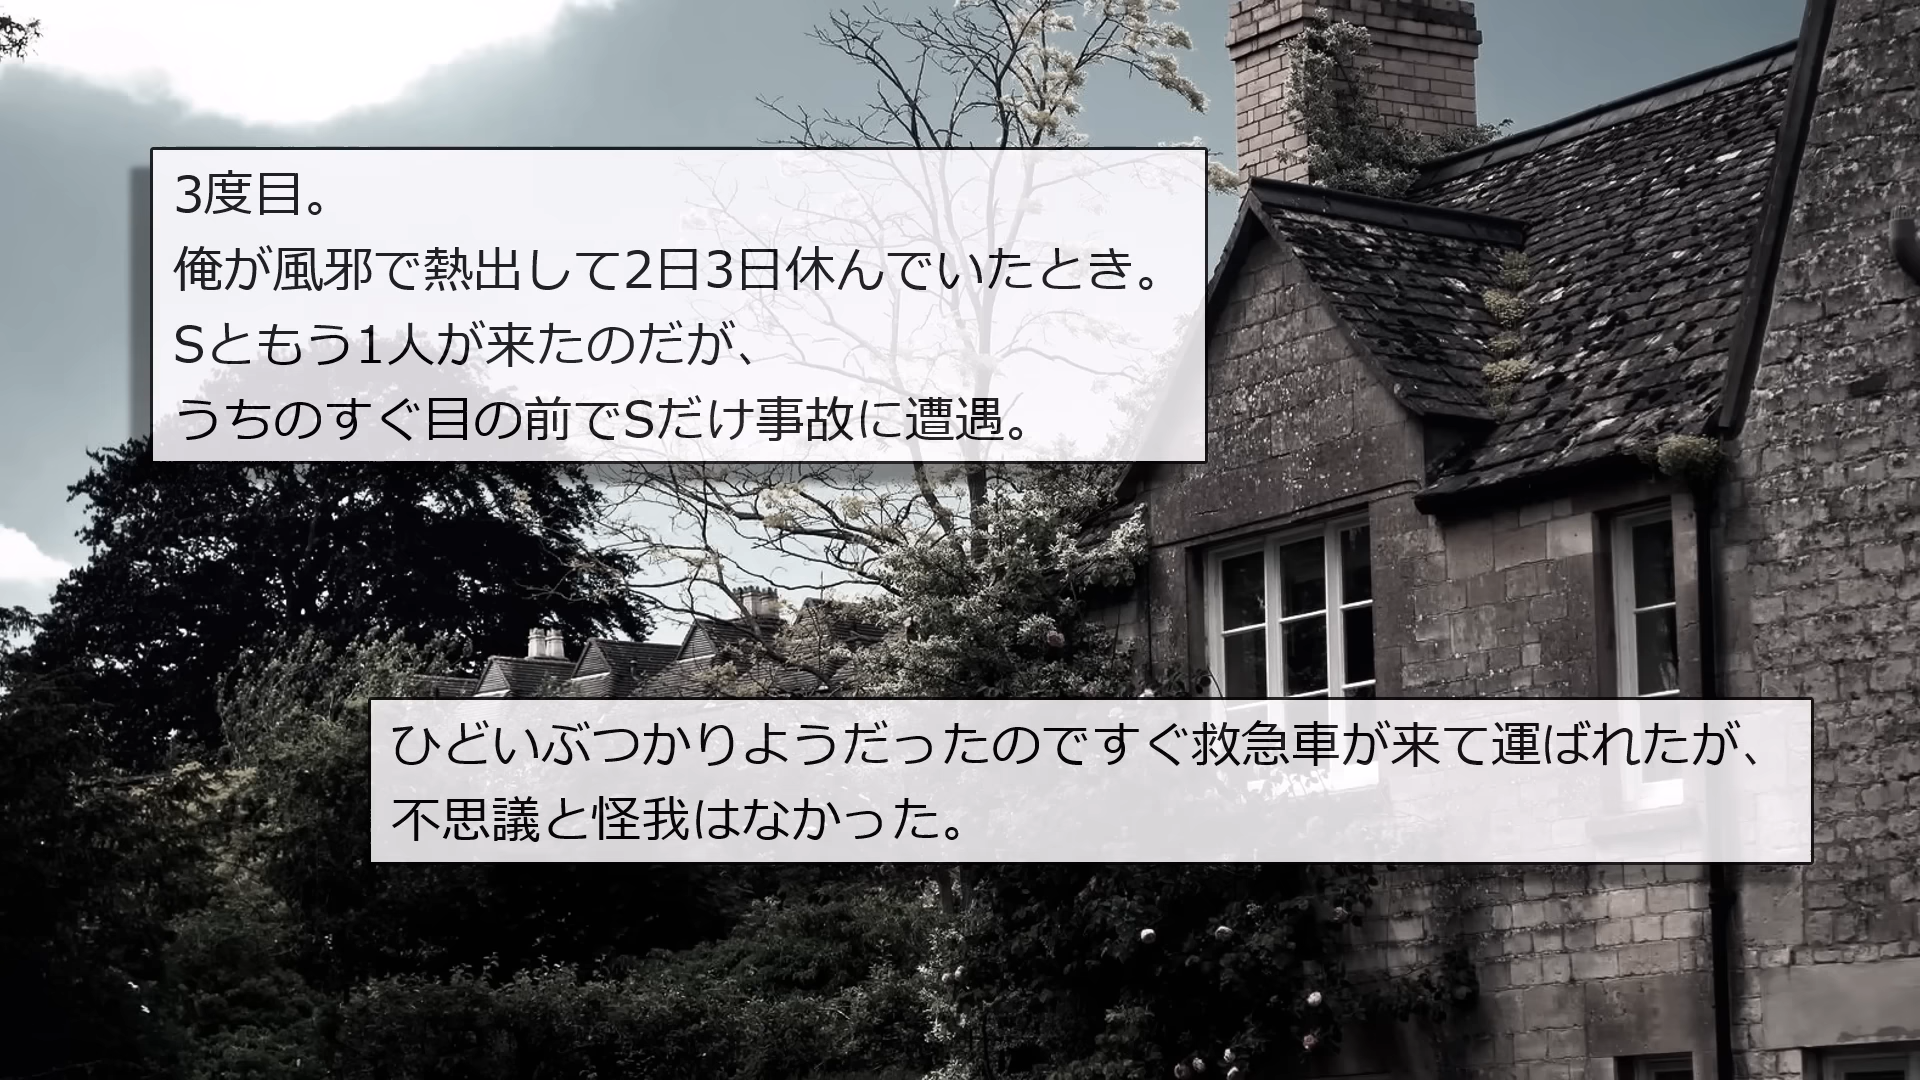 3度目。
俺が風邪で熱出して2日3日休んでいたとき。
Sともう1人が来たのだが、
うちのすぐ目の前でSだけ事故に遭遇。
ひどいぶつかりようだったのですぐ救急車が来て運ばれたが、
不思議と怪我はなかった。